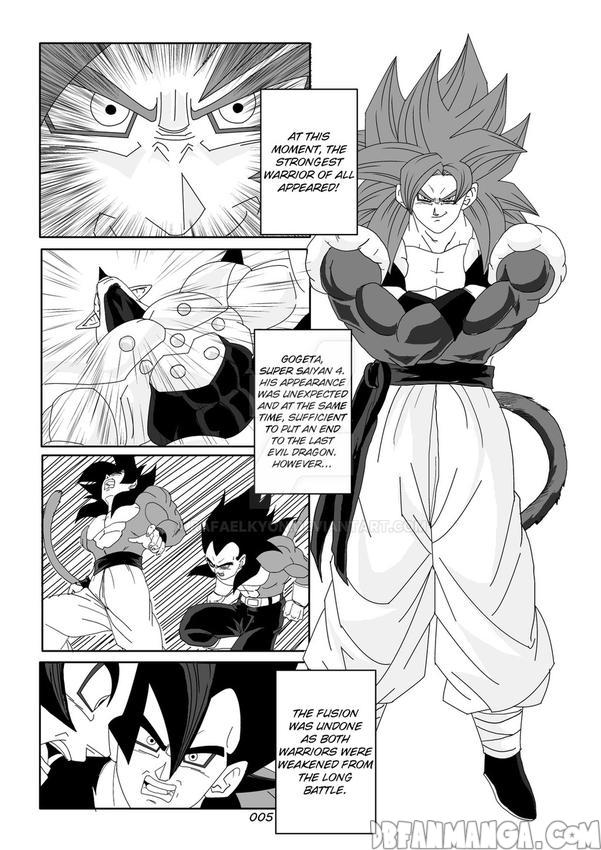 AT THIS
MOMENT, THE
STRONGEST
WARRIOR OF ALL
APPEARED!
GOGETA,
SUPER SAIYAN 4.
HIS APPEARANCE
WAS UNEXPECTED
AND AT THE SAME
TIME, SUFFICIENT
TO PUT AN END
TO THE LAST
EVIL DRAGON.
HOWEVER...
THE FUSION
WAS UNDONE
AS BOTH
WARRIORS WERE
WEAKENED FROM
THE LONG
BATTLE.
005
DBFANMANGA.COM